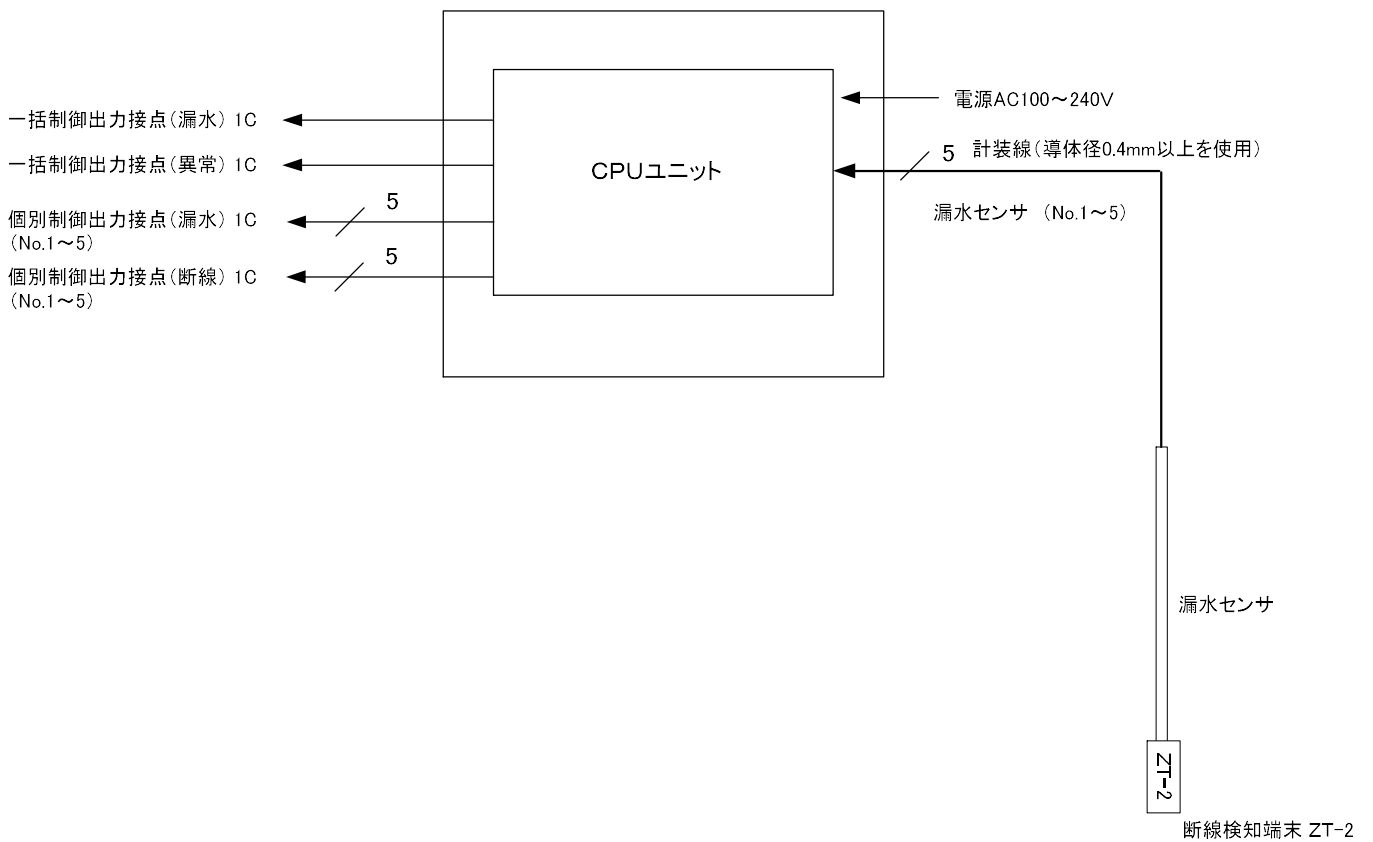 一括制御出力接点(漏水) 1C
一括制御出力接点(異常) 1C
個別制御出力接点(漏水) 1C
(No.1～5)
5
個別制御出力接点(断線) 1C
(No.1～5)
5
CPUユニット
電源AC100～240V
5 計装線(導体径0.4mm以上を使用)
漏水センサ (No.1～5)
漏水センサ
ZT-2
断線検知端末 ZT-2